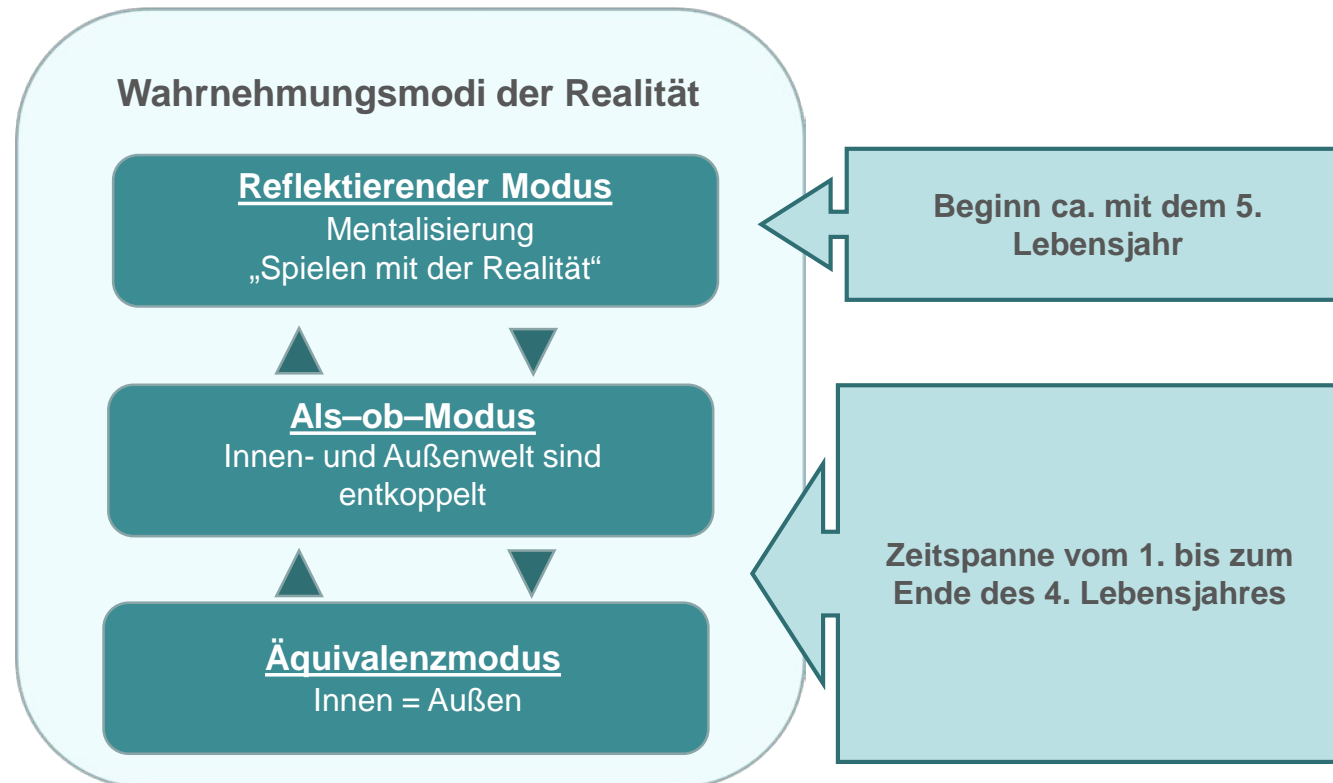 Wahrnehmungsmodi der Realität
Reflektierender Modus
Mentalisierung
„Spielen mit der Realität“
Beginn ca. mit dem 5.
Lebensjahr
Als–ob–Modus
Innen- und Außenwelt sind
entkoppelt
Zeitspanne vom 1. bis zum
Ende des 4. Lebensjahres
Äquivalenzmodus
Innen = Außen